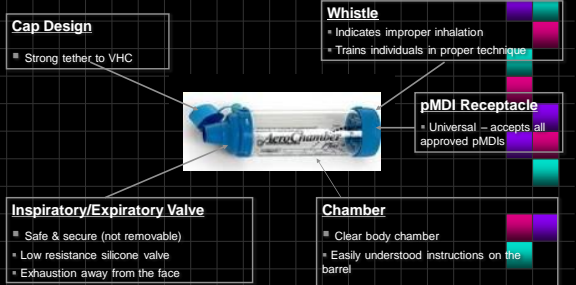 Cap Design
Strong tether to VHC
Whistle
Indicates improper inhalation
Trains individuals in proper technique
pMDI Receptacle
Universal – accepts all
approved pMDIs
AeroChamber
Plus
Inspiratory/Expiratory Valve
Safe & secure (not removable)
Low resistance silicone valve
Exhaustion away from the face
Chamber
Clear body chamber
Easily understood instructions on the
barrel